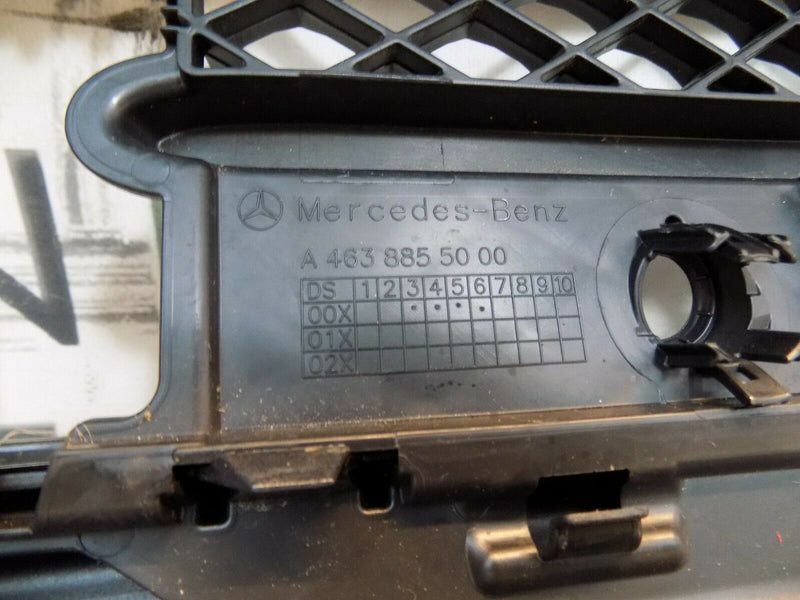 Mercedes-Benz
A 463 885 50 00
DS 1 2 3 4 5 6 7 8 9 10
00X
01X
02X